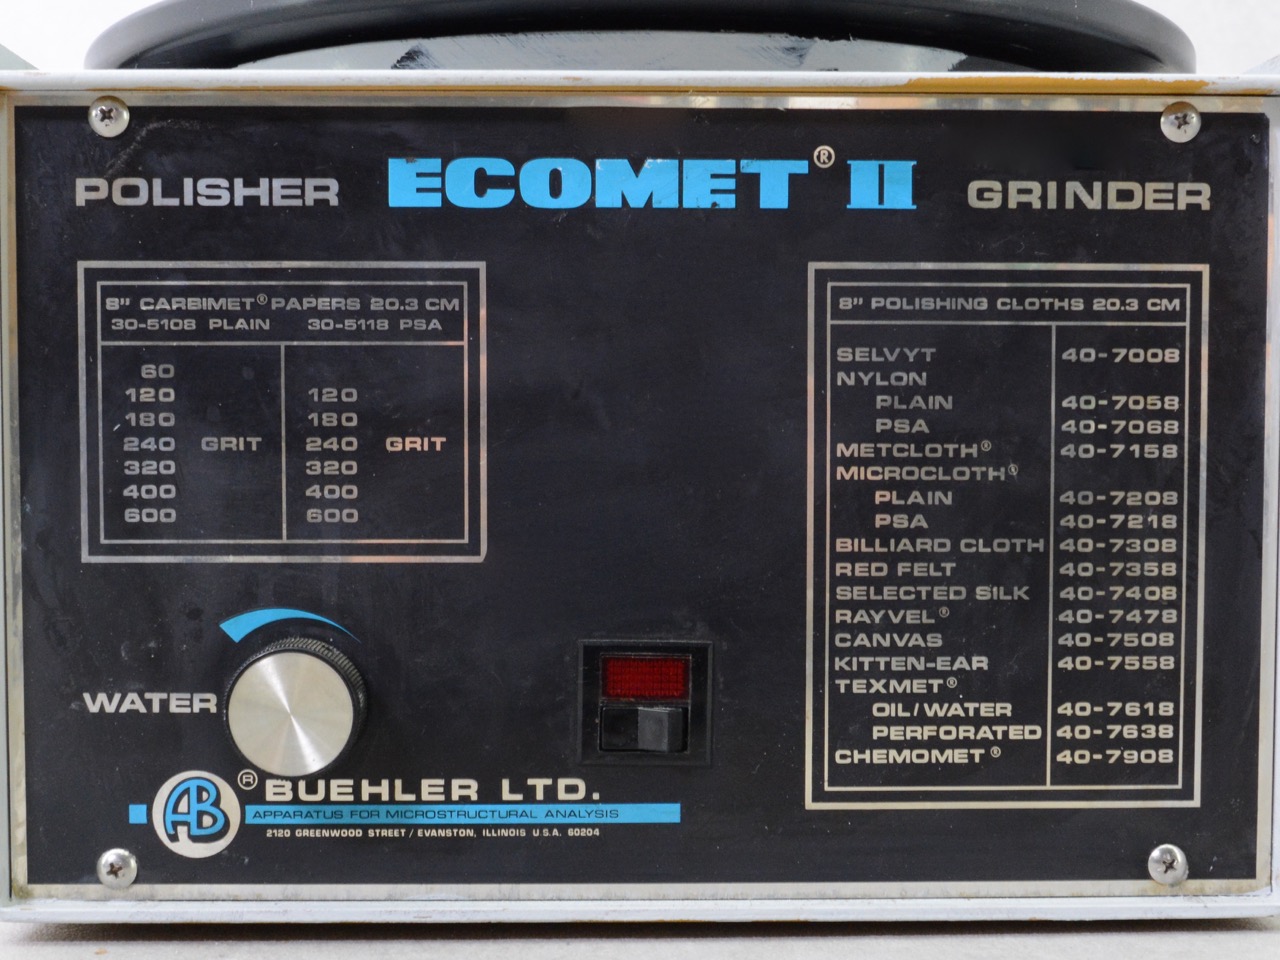 POLISHER ECOMET® II GRINDER
8" CARBIMET® PAPERS 20.3 CM
30-5108 PLAIN 30-5118 PSA
60
120 120
180 180
240 GRIT 240 GRIT
320 320
400 400
600 600
8" POLISHING CLOTHS 20.3 CM
SELVYT 40-7008
NYLON
PLAIN 40-7058
PSA 40-7068
METCLOTH® 40-7158
MICROCLOTH®
PLAIN 40-7208
PSA 40-7218
BILLIARD CLOTH 40-7308
RED FELT 40-7358
SELECTED SILK 40-7408
RAYVEL® 40-7478
CANVAS 40-7508
KITTEN-EAR 40-7558
TEXMET®
OIL/WATER 40-7618
PERFORATED 40-7638
CHEMOMET® 40-7908
WATER
AB ® BUEHLER LTD.
APPARATUS FOR MICROSTRUCTURAL ANALYSIS
2120 GREENWOOD STREET / EVANSTON, ILLINOIS U.S.A. 60204